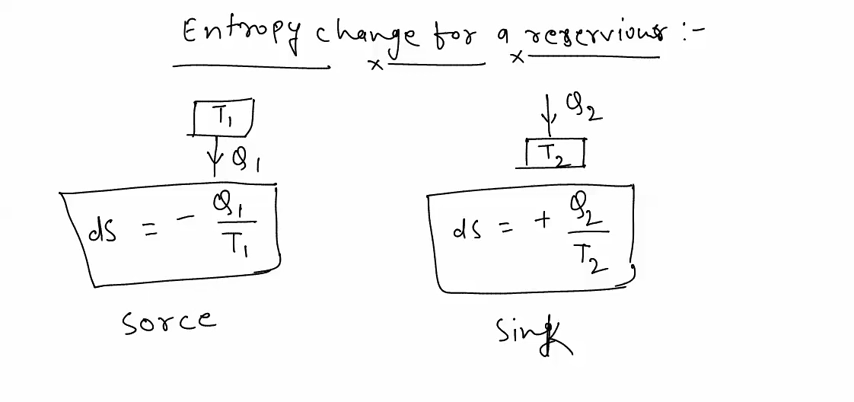 Entropy change for a reservious :-
T₁
Q₁
dS = - Q₁/T₁
Sorce
Q₂
T₂
dS = + Q₂/T₂
Sink